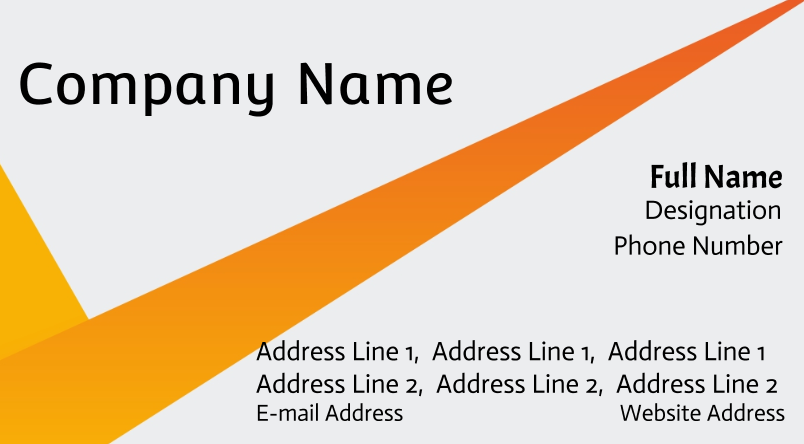 Company Name
Full Name
Designation
Phone Number
Address Line 1, Address Line 1, Address Line 1
Address Line 2, Address Line 2, Address Line 2
E-mail Address Website Address